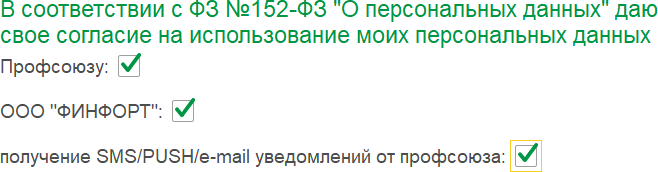 В соответствии с ФЗ №152-ФЗ "О персональных данных" даю
свое согласие на использование моих персональных данных
Профсоюзу:
ООО "ФИНФОРТ":
получение SMS/PUSH/e-mail уведомлений от профсоюза: